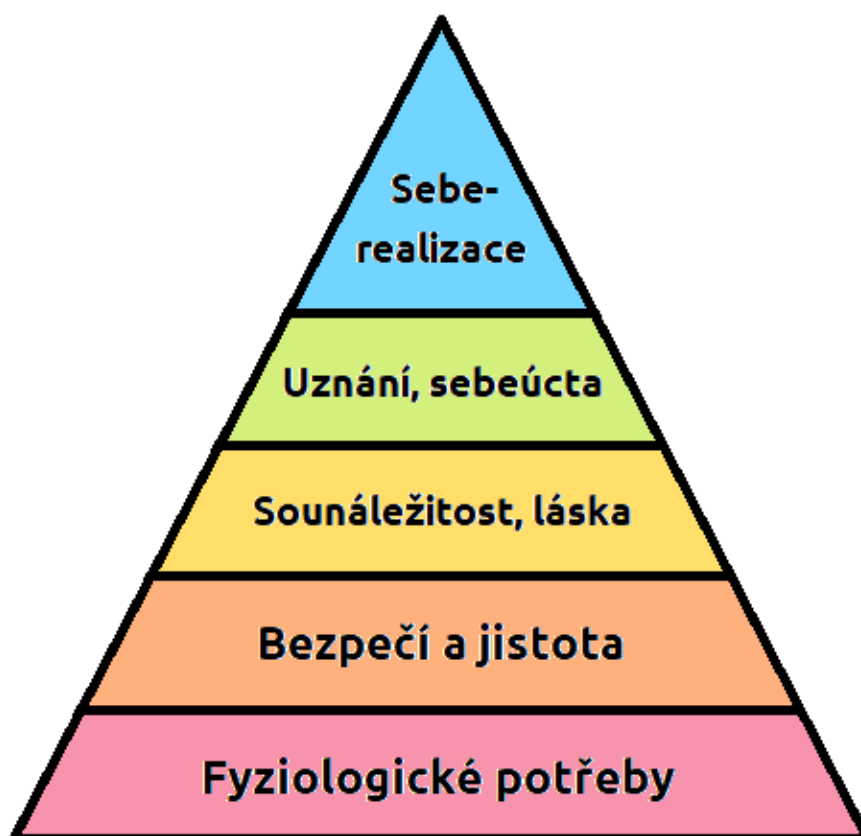 Sebe-
realizace
Uznání, sebeúcta
Sounáležitost, láska
Bezpečí a jistota
Fyziologické potřeby